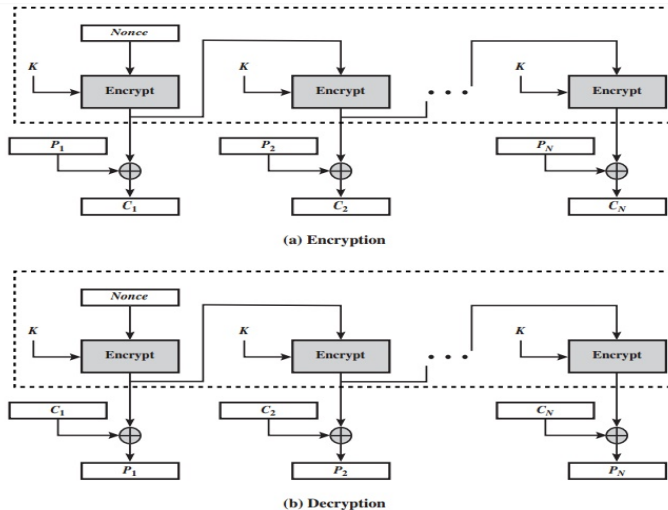 Nonce
K K K
Encrypt Encrypt Encrypt
P1 P2 PN
C1 C2 CN
(a) Encryption
Nonce
K K K
Encrypt Encrypt Encrypt
C1 C2 CN
P1 P2 PN
(b) Decryption